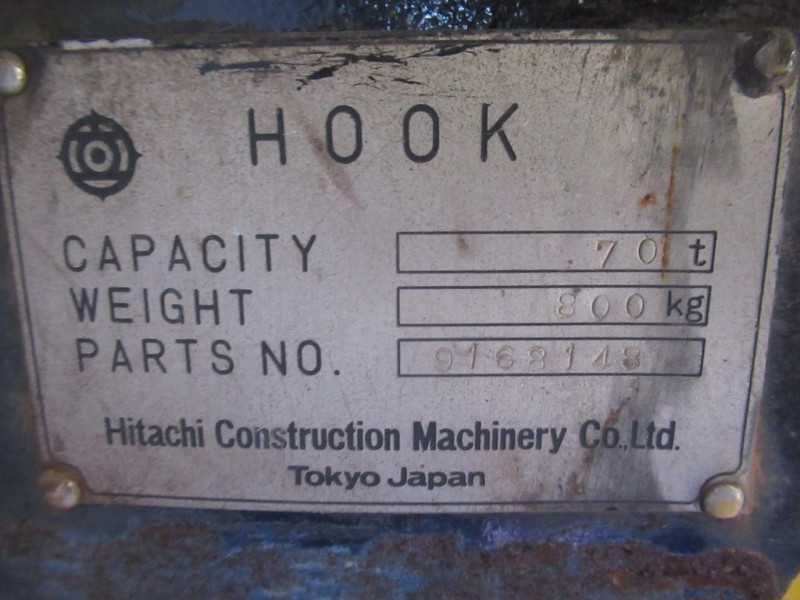 HOOK
CAPACITY 70 t
WEIGHT 800 kg
PARTS NO. 9168148
Hitachi Construction Machinery Co.,Ltd.
Tokyo Japan